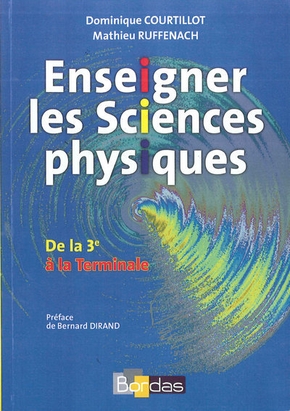 Dominique COURTILLOT
Mathieu RUFFENACH
Enseigner
les Sciences
physiques
De la 3e
à la Terminale
Préface
de Bernard DIRAND
Bordas